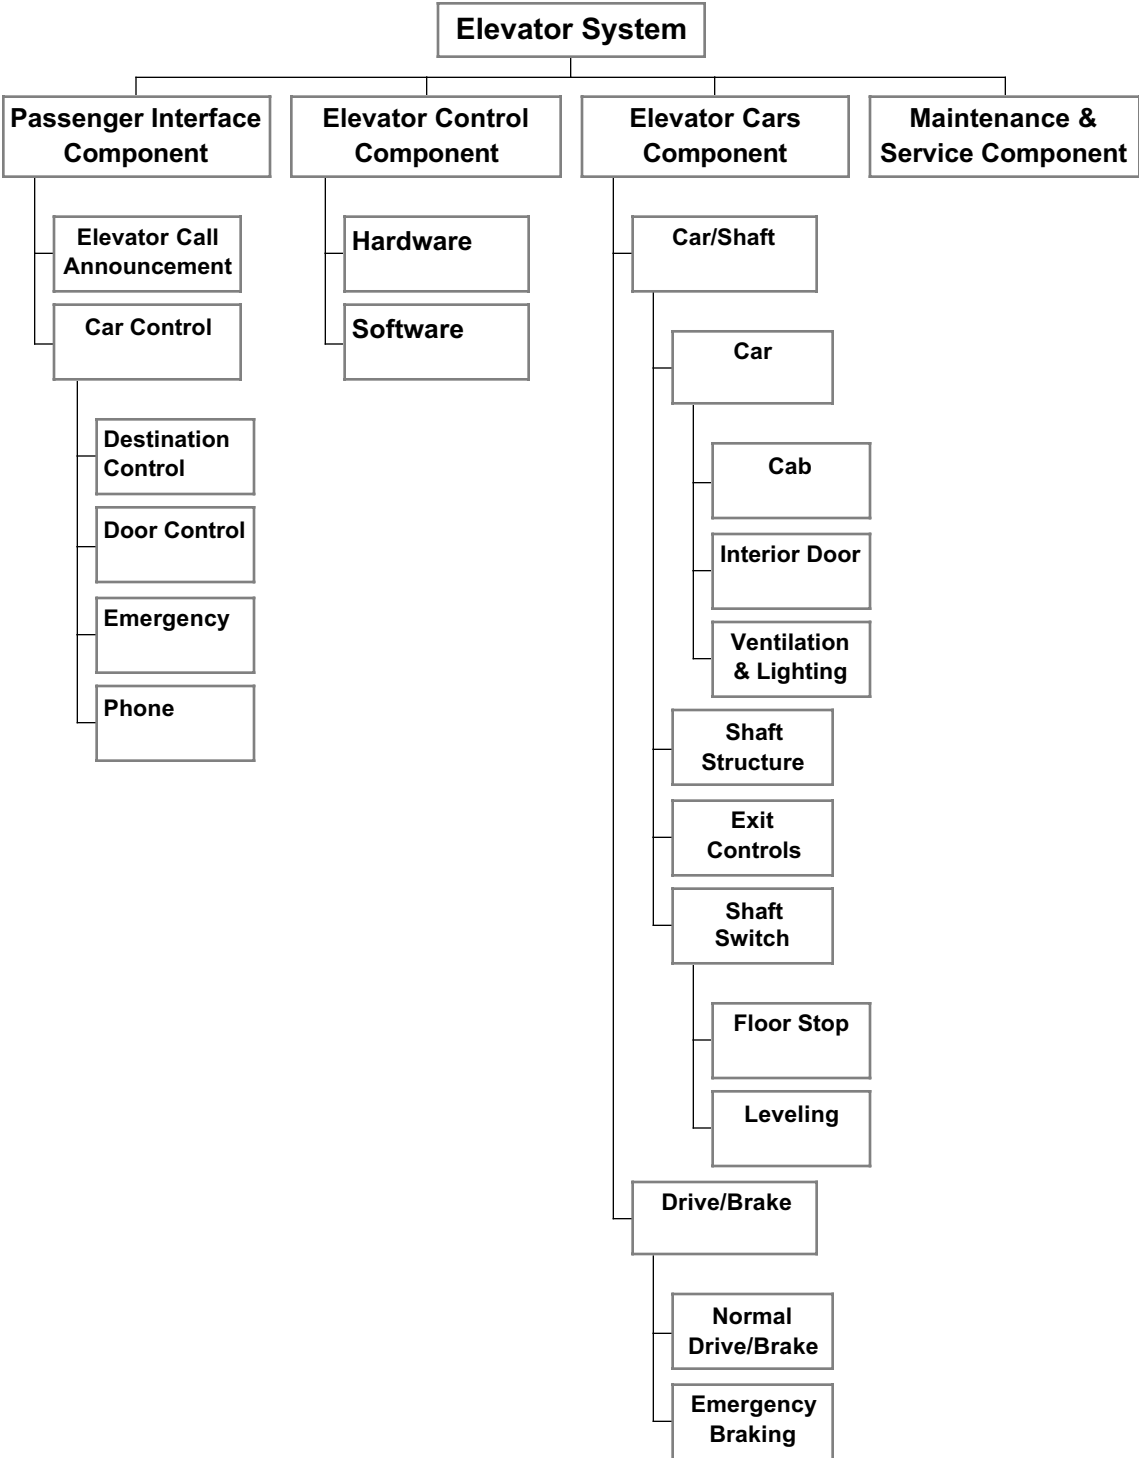 Elevator System
Passenger Interface
Component
Elevator Control
Component
Elevator Cars
Component
Maintenance &
Service Component
Elevator Call
Announcement
Car Control
Destination
Control
Door Control
Emergency
Phone
Hardware
Software
Car/Shaft
Car
Cab
Interior Door
Ventilation
& Lighting
Shaft
Structure
Exit
Controls
Shaft
Switch
Floor Stop
Leveling
Drive/Brake
Normal
Drive/Brake
Emergency
Braking